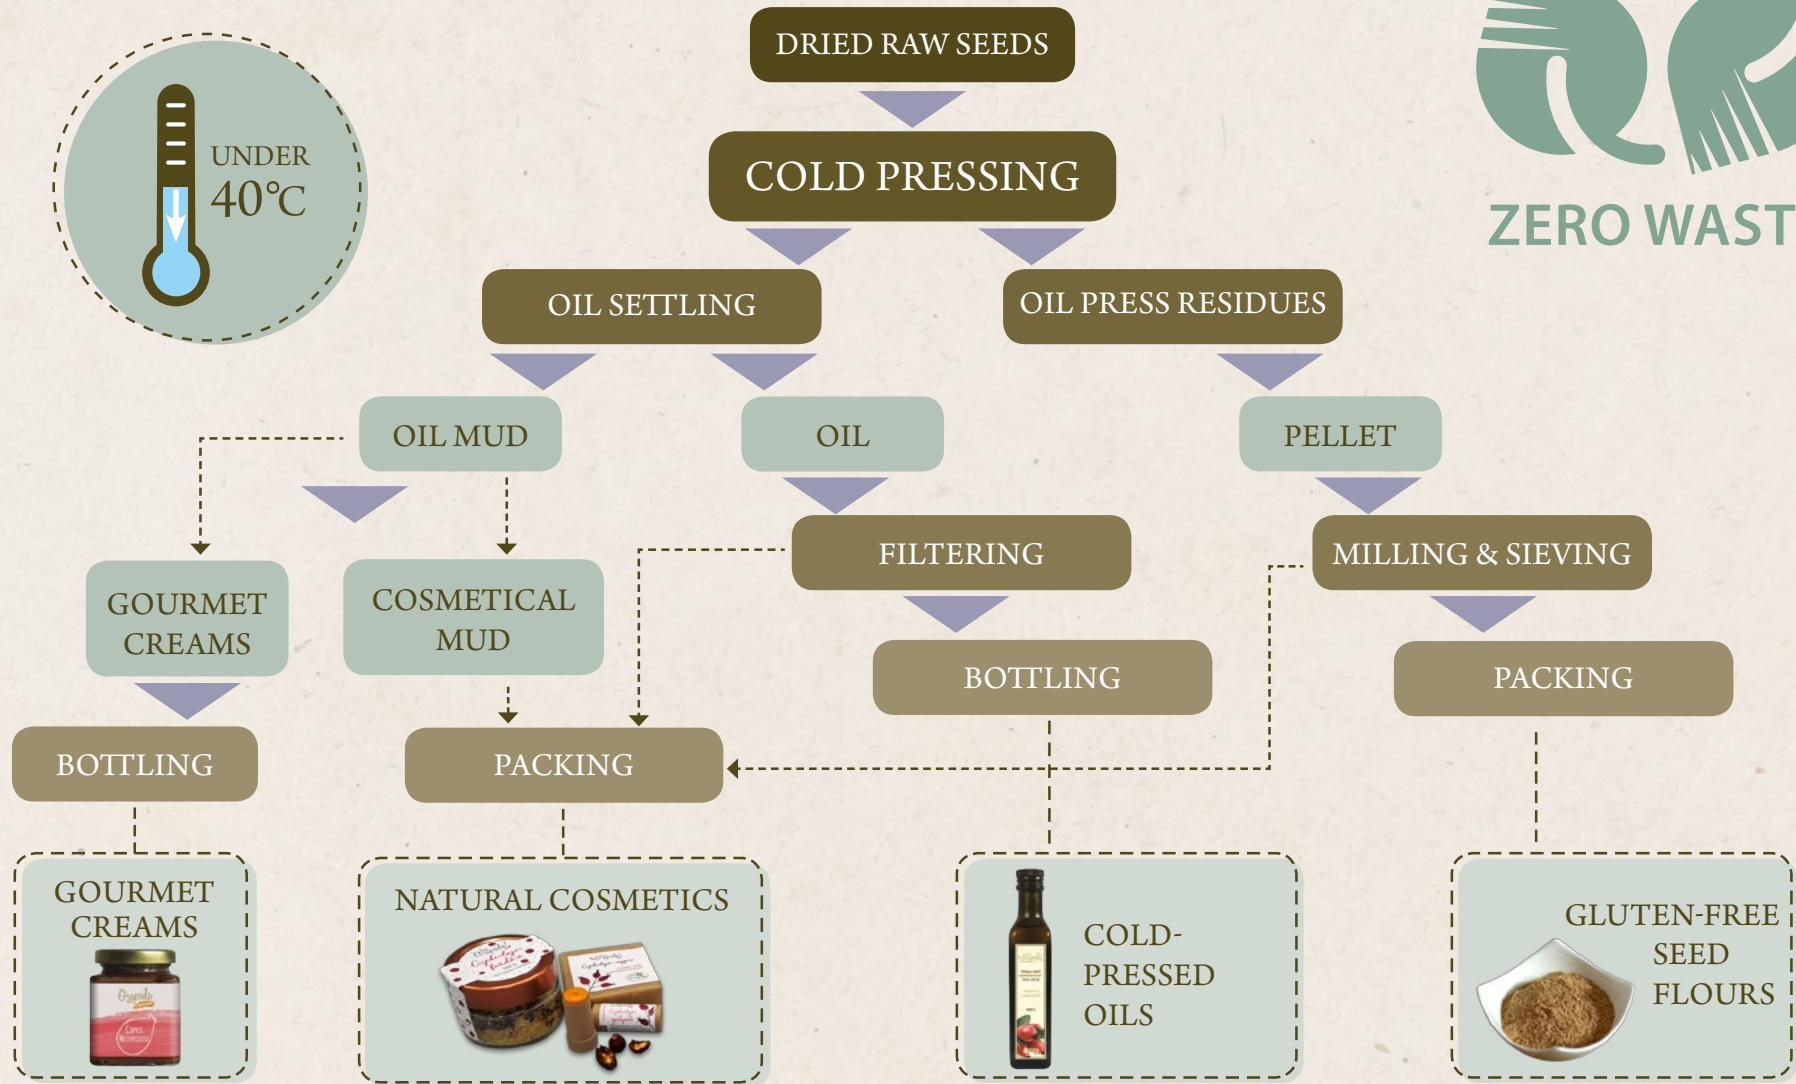 DRIED RAW SEEDS
UNDER
40°C
COLD PRESSING
ZERO WAST
OIL SETTLING
OIL PRESS RESIDUES
OIL MUD
OIL
PELLET
FILTERING
MILLING & SIEVING
GOURMET
CREAMS
COSMETICAL
MUD
BOTTLING
PACKING
BOTTLING
PACKING
GOURMET
CREAMS
NATURAL COSMETICS
COLD-
PRESSED
OILS
GLUTEN-FREE
SEED
FLOURS
Grapoila